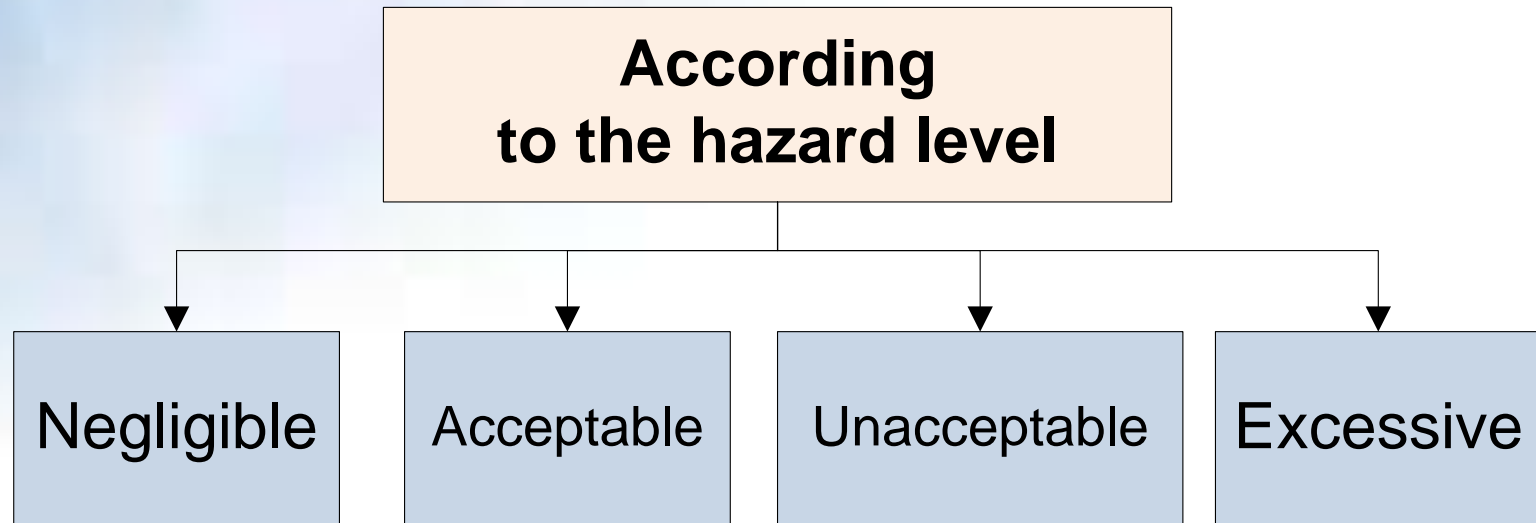 According
to the hazard level
Negligible
Acceptable
Unacceptable
Excessive